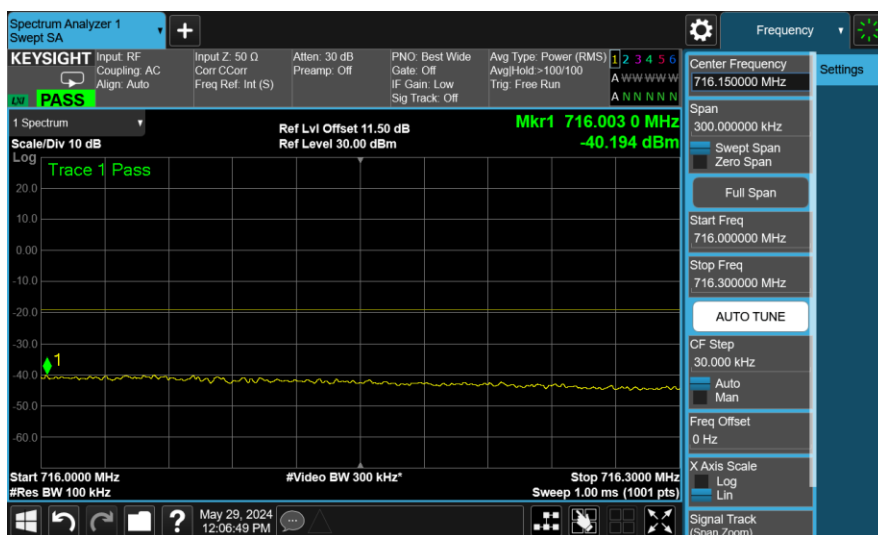 Spectrum Analyzer 1
Swept SA
+
Frequency
KEYSIGHT
Input: RF
Coupling: AC
Align: Auto
Input Z: 50 Ω
Corr CCorr
Freq Ref: Int (S)
Atten: 30 dB
Preamp: Off
PNO: Best Wide
Gate: Off
IF Gain: Low
Sig Track: Off
Avg Type: Power (RMS)
Avg|Hold:>100/100
Trig: Free Run
1 2 3 4 5 6
A W W W W W
A N N N N N
LXI PASS
1 Spectrum
Scale/Div 10 dB
Ref Lvl Offset 11.50 dB
Ref Level 30.00 dBm
Mkr1 716.003 0 MHz
-40.194 dBm
Log
Trace 1 Pass
20.0
10.0
0.00
-10.0
-20.0
-30.0
1
-40.0
-50.0
-60.0
Start 716.0000 MHz
#Res BW 100 kHz
#Video BW 300 kHz*
Stop 716.3000 MHz
Sweep 1.00 ms (1001 pts)
?
May 29, 2024
12:06:49 PM
Center Frequency
716.150000 MHz
Settings
Span
300.000000 kHz
Swept Span
Zero Span
Full Span
Start Freq
716.000000 MHz
Stop Freq
716.300000 MHz
AUTO TUNE
CF Step
30.000 kHz
Auto
Man
Freq Offset
0 Hz
X Axis Scale
Log
Lin
Signal Track
(Span Zoom)